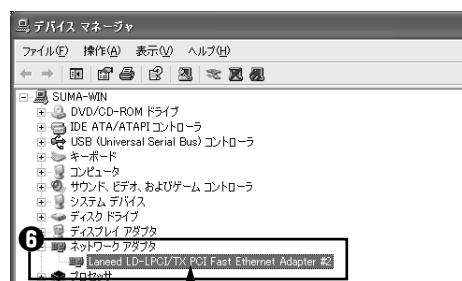 デバイス マネージャ
ファイル(F) 操作(A) 表示(V) ヘルプ(H)
SUMA-WIN
DVD/CD-ROM ドライブ
IDE ATA/ATAPI コントローラ
USB (Universal Serial Bus) コントローラ
キーボード
コンピュータ
サウンド、ビデオ、およびゲーム コントローラ
システム デバイス
ディスク ドライブ
ディスプレイ アダプタ
6 ネットワーク アダプタ
Laneed LD-LPCI/TX PCI Fast Ethernet Adapter #2
プロセッサ